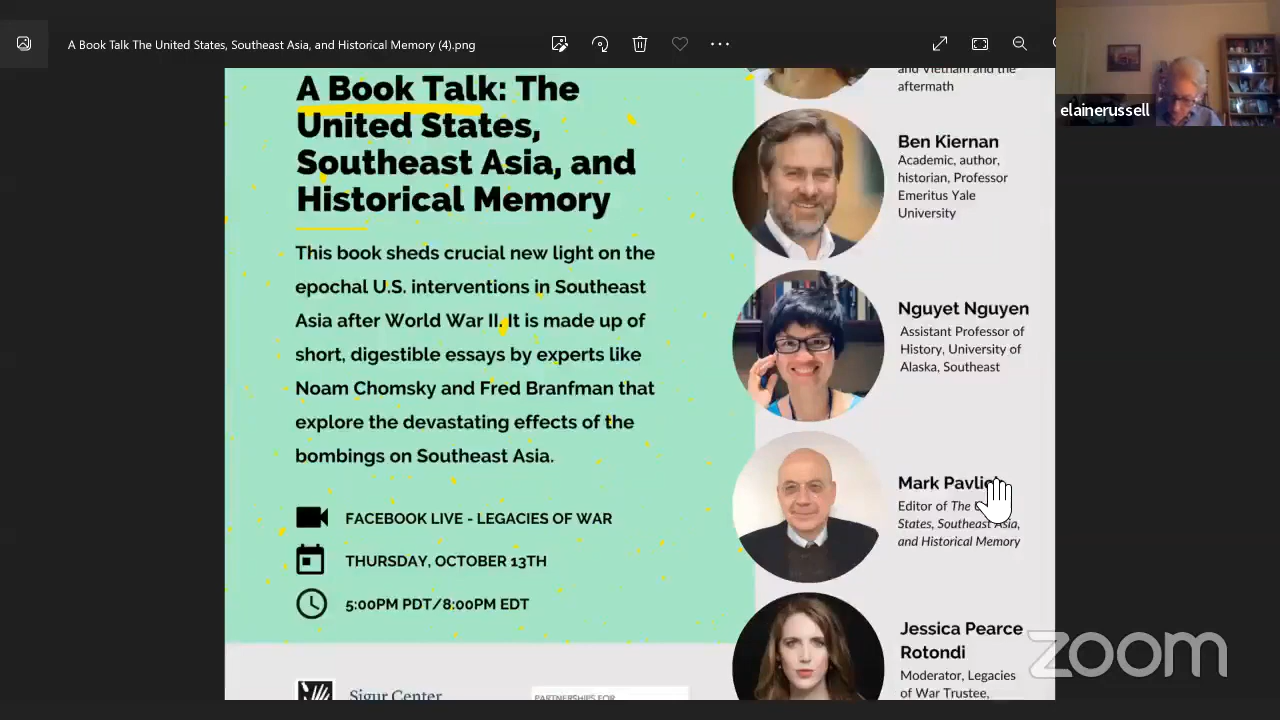 A Book Talk The United States, Southeast Asia, and Historical Memory (4).png
elainerussell
A Book Talk: The
United States,
Southeast Asia, and
Historical Memory
This book sheds crucial new light on the
epochal U.S. interventions in Southeast
Asia after World War II. It is made up of
short, digestible essays by experts like
Noam Chomsky and Fred Branfman that
explore the devastating effects of the
bombings on Southeast Asia.
FACEBOOK LIVE - LEGACIES OF WAR
THURSDAY, OCTOBER 13TH
5:00PM PDT/8:00PM EDT
Sigur Center
PARTNERSHIPS FOR
and Vietnam and the
aftermath
Ben Kiernan
Academic, author,
historian, Professor
Emeritus Yale
University
Nguyet Nguyen
Assistant Professor of
History, University of
Alaska, Southeast
Mark
Editor of The
States, Southeast Asia,
and Historical Memory
Jessica Pearce
Rotondi
Moderator, Legacies
of War Trustee,
zoom